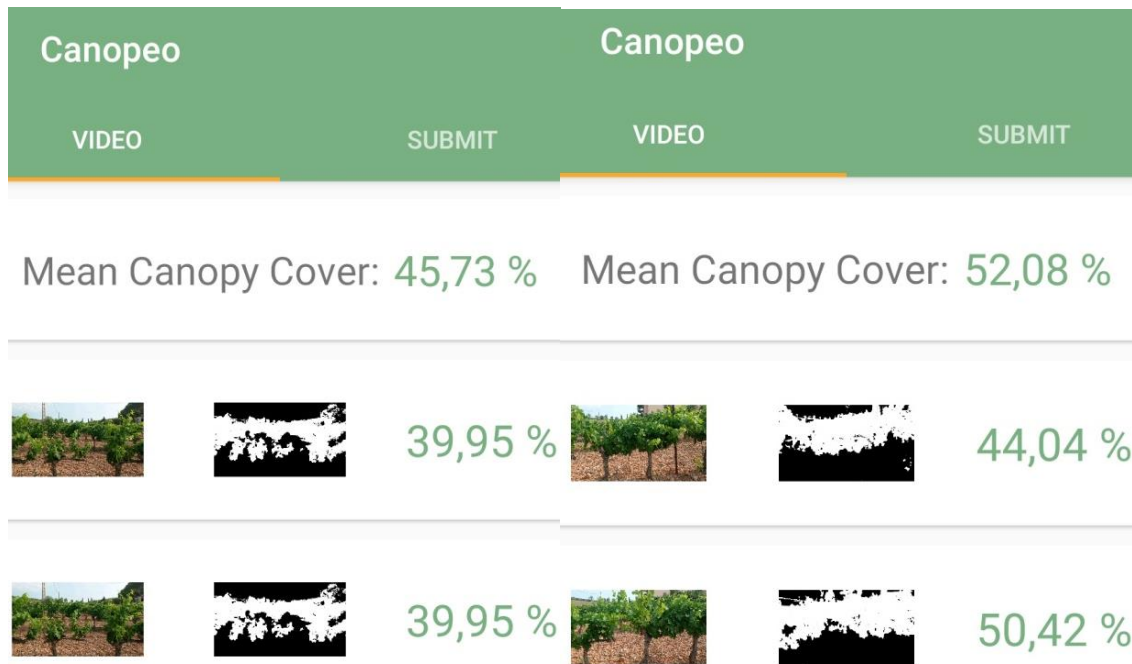 Canopeo
VIDEO SUBMIT
Mean Canopy Cover: 45,73 %
39,95 %
39,95 %
Canopeo
VIDEO SUBMIT
Mean Canopy Cover: 52,08 %
44,04 %
50,42 %